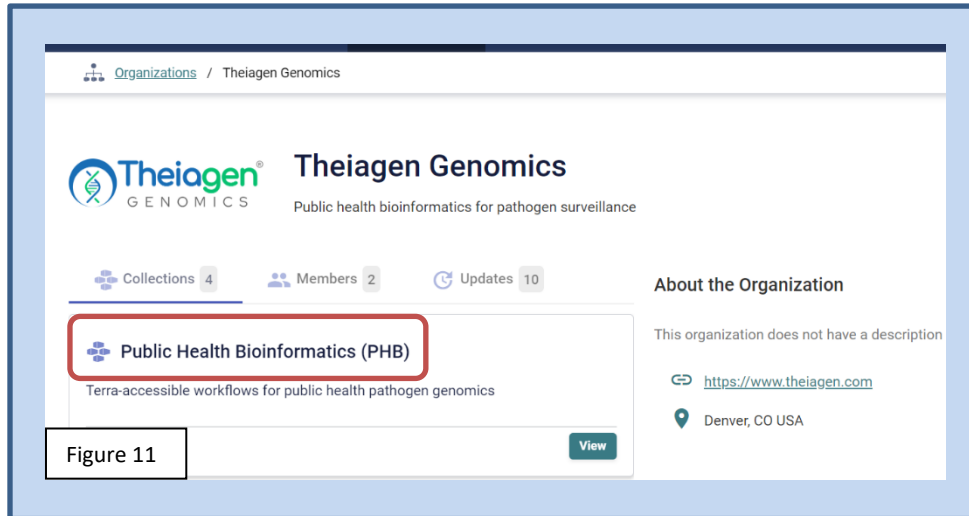 Organizations / Theiagen Genomics
Theiagen®
GENOMICS
Theiagen Genomics
Public health bioinformatics for pathogen surveillance
Collections 4 Members 2 Updates 10
Public Health Bioinformatics (PHB)
Terra-accessible workflows for public health pathogen genomics
View
Figure 11
About the Organization
This organization does not have a description
https://www.theiagen.com
Denver, CO USA